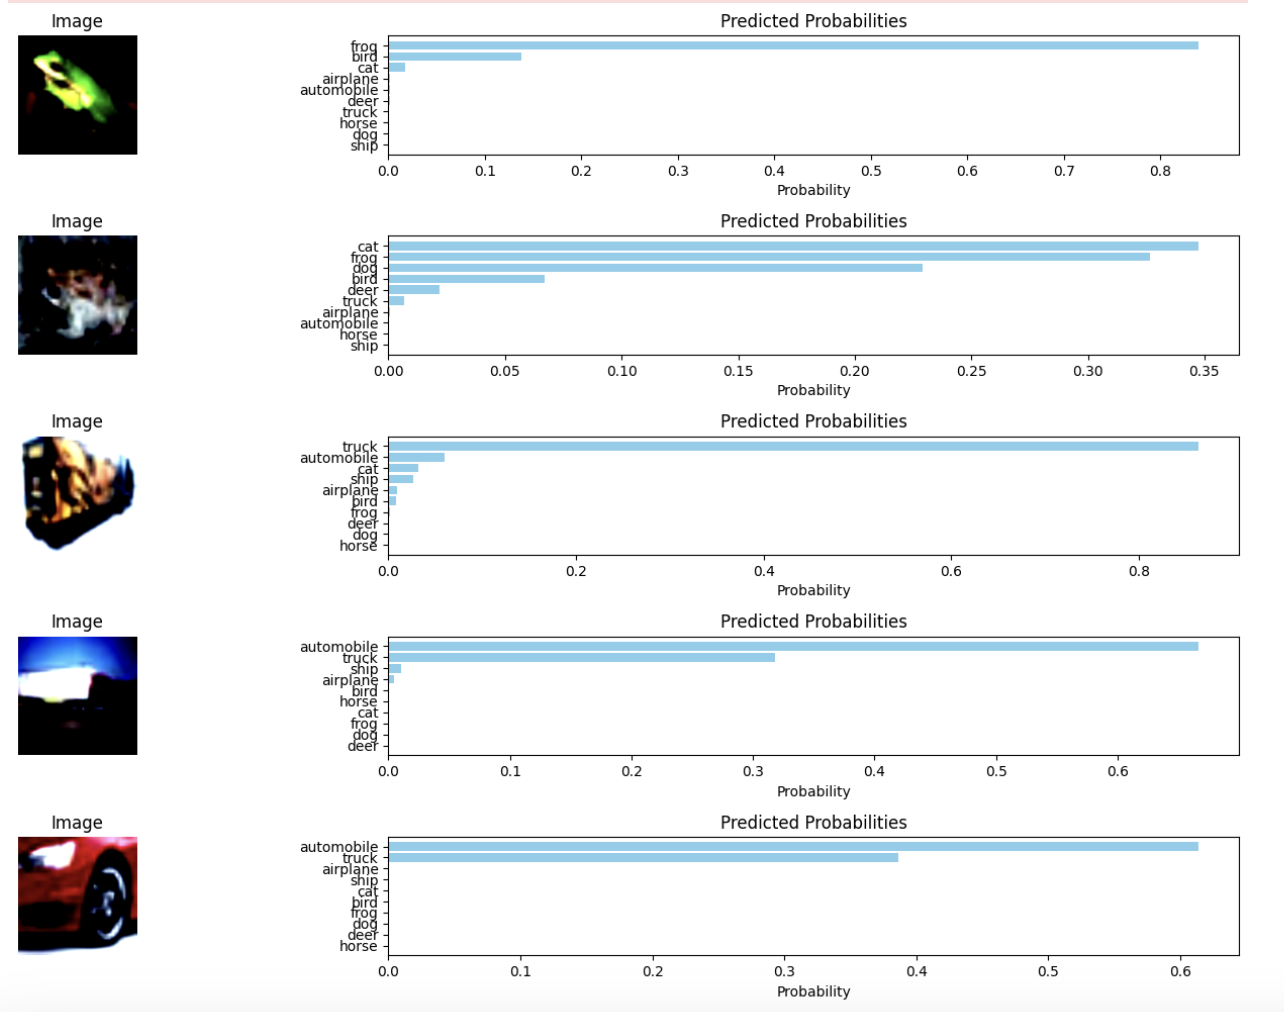 Image
Predicted Probabilities
frog
bird
cat
airplane
automobile
deer
truck
horse
dog
ship
0.0 0.1 0.2 0.3 0.4 0.5 0.6 0.7 0.8
Probability
Image
Predicted Probabilities
cat
frog
dog
bird
deer
truck
airplane
automobile
horse
ship
0.00 0.05 0.10 0.15 0.20 0.25 0.30 0.35
Probability
Image
Predicted Probabilities
truck
automobile
cat
ship
airplane
bird
frog
deer
dog
horse
0.0 0.2 0.4 0.6 0.8
Probability
Image
Predicted Probabilities
automobile
truck
ship
airplane
bird
horse
cat
frog
dog
deer
0.0 0.1 0.2 0.3 0.4 0.5 0.6
Probability
Image
Predicted Probabilities
automobile
truck
airplane
ship
cat
bird
frog
dog
deer
horse
0.0 0.1 0.2 0.3 0.4 0.5 0.6
Probability